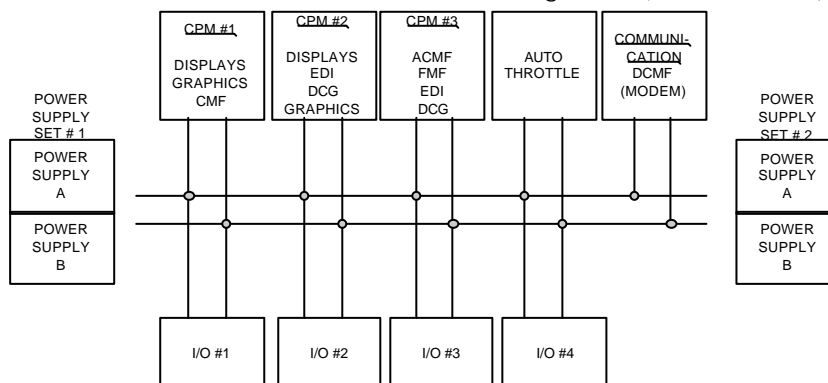 CPM #1
DISPLAYS
GRAPHICS
CMF
CPM #2
DISPLAYS
EDI
DCG
GRAPHICS
CPM #3
ACMF
FMF
EDI
DCG
AUTO
THROTTLE
COMMUNI-
CATION
DCMF
(MODEM)
POWER
SUPPLY
SET # 1
POWER
SUPPLY
A
POWER
SUPPLY
B
POWER
SUPPLY
SET # 2
POWER
SUPPLY
A
POWER
SUPPLY
B
I/O #1
I/O #2
I/O #3
I/O #4